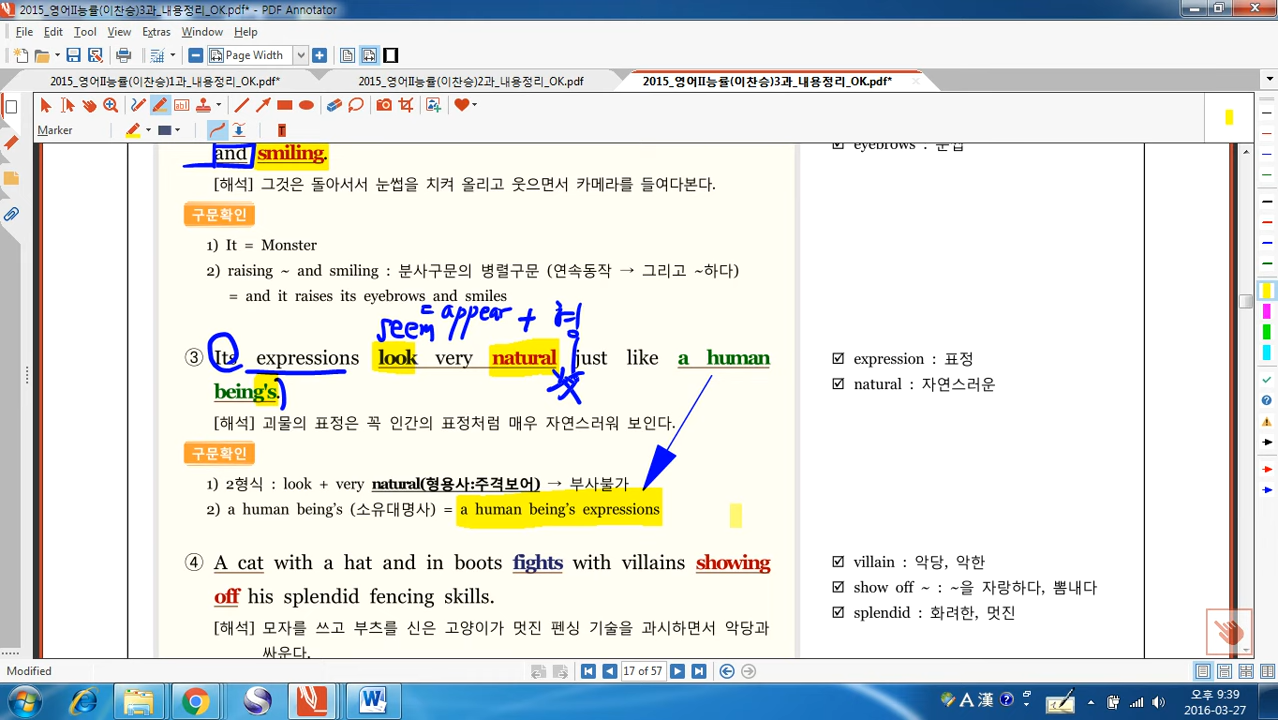 2015_영어II능률(이찬승)3과_내용정리_OK.pdf* - PDF Annotator
File Edit Tool View Extras Window Help
Page Width
2015_영어II능률(이찬승)1과_내용정리_OK.pdf*
2015_영어II능률(이찬승)2과_내용정리_OK.pdf
2015_영어II능률(이찬승)3과_내용정리_OK.pdf*
Marker
and smiling.
eyebrows : 눈썹
[해석] 그것은 돌아서서 눈썹을 치켜 올리고 웃으면서 카메라를 들여다본다.
구문확인
1) It = Monster
2) raising ~ and smiling : 분사구문의 병렬구문 (연속동작 → 그리고 ~하다)
= and it raises its eyebrows and smiles
seem = appear +
③ Its expressions look very natural just like a human
being's.
expression : 표정
natural : 자연스러운
[해석] 괴물의 표정은 꼭 인간의 표정처럼 매우 자연스러워 보인다.
구문확인
1) 2형식 : look + very natural(형용사:주격보어) → 부사불가
2) a human being's (소유대명사) = a human being's expressions
④ A cat with a hat and in boots fights with villains showing
off his splendid fencing skills.
villain : 악당, 악한
show off ~ : ~을 자랑하다, 뽐내다
splendid : 화려한, 멋진
[해석] 모자를 쓰고 부츠를 신은 고양이가 멋진 펜싱 기술을 과시하면서 악당과
싸운다.
Modified
17 of 57
A 漢
오후 9:39
2016-03-27